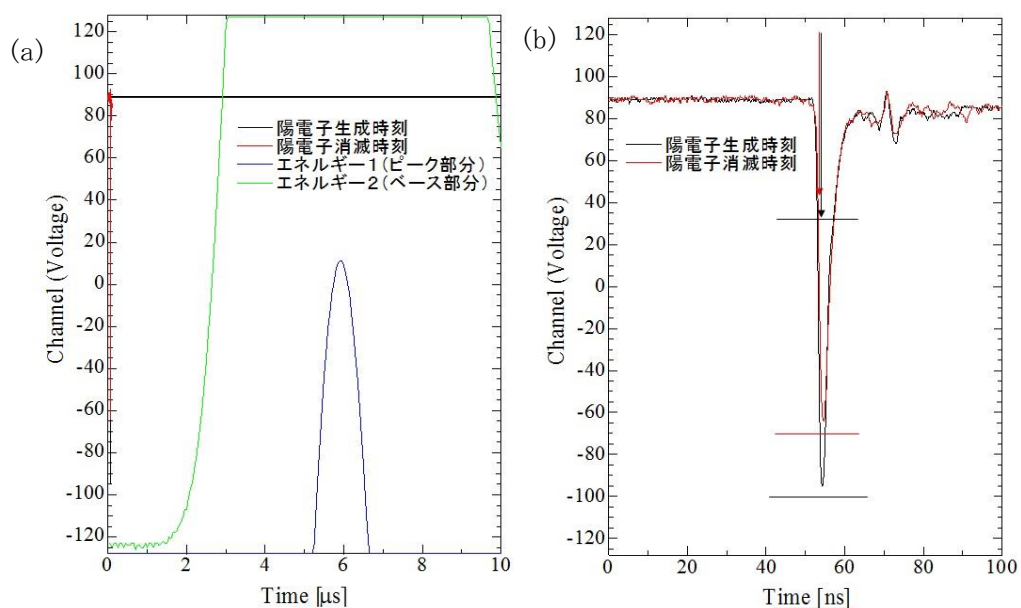 (a)
120
100
80
60
40
20
0
-20
-40
-60
-80
-100
-120
Channel (Voltage)
陽電子生成時刻
陽電子消滅時刻
エネルギー1(ピーク部分)
エネルギー2(ベース部分)
0 2 4 6 8 10
Time [μs]
(b)
120
100
80
60
40
20
0
-20
-40
-60
-80
-100
-120
Channel (Voltage)
陽電子生成時刻
陽電子消滅時刻
0 20 40 60 80 100
Time [ns]